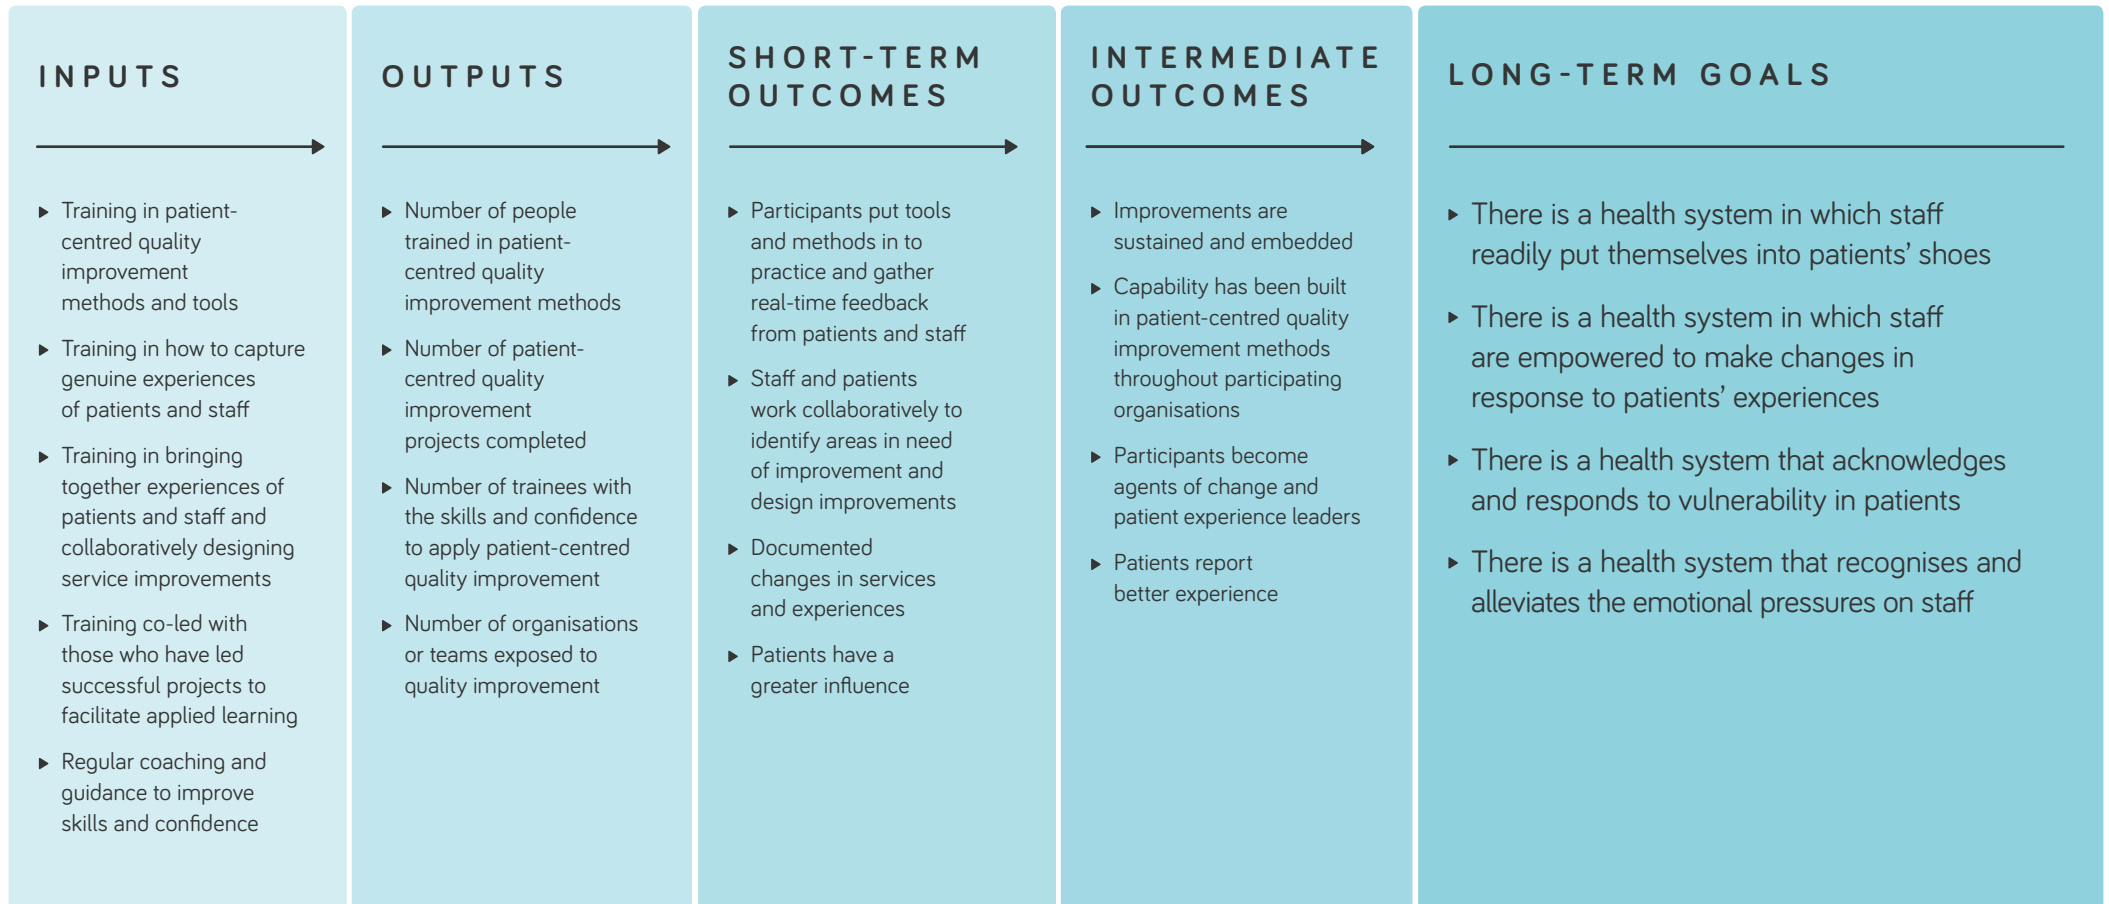 INPUTS
Training in patient-
centred quality
improvement
methods and tools
Training in how to capture
genuine experiences
of patients and staff
Training in bringing
together experiences of
patients and staff and
collaboratively designing
service improvements
Training co-led with
those who have led
successful projects to
facilitate applied learning
Regular coaching and
guidance to improve
skills and confidence
OUTPUTS
Number of people
trained in patient-
centred quality
improvement methods
Number of patient-
centred quality
improvement
projects completed
Number of trainees with
the skills and confidence
to apply patient-centred
quality improvement
Number of organisations
or teams exposed to
quality improvement
SHORT-TERM
OUTCOMES
Participants put tools
and methods in to
practice and gather
real-time feedback
from patients and staff
Staff and patients
work collaboratively to
identify areas in need
of improvement and
design improvements
Documented
changes in services
and experiences
Patients have a
greater influence
INTERMEDIATE
OUTCOMES
Improvements are
sustained and embedded
Capability has been built
in patient-centred quality
improvement methods
throughout participating
organisations
Participants become
agents of change and
patient experience leaders
Patients report
better experience
LONG-TERM GOALS
There is a health system in which staff
readily put themselves into patients’ shoes
There is a health system in which staff
are empowered to make changes in
response to patients’ experiences
There is a health system that acknowledges
and responds to vulnerability in patients
There is a health system that recognises and
alleviates the emotional pressures on staff